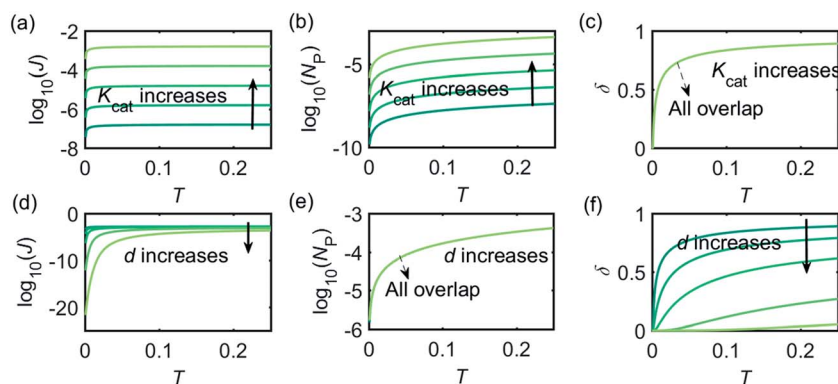 (a)
-2
-4
-6
-8
log10(J)
Kcat increases
0
0.1
0.2
T
(b)
-5
-10
log10(NP)
Kcat increases
0
0.1
0.2
T
(c)
1
0.5
0
δ
Kcat increases
All overlap
0
0.1
0.2
T
(d)
0
-10
-20
log10(J)
d increases
0
0.1
0.2
T
(e)
-3
-4
-5
-6
log10(NP)
d increases
All overlap
0
0.1
0.2
T
(f)
1
0.5
0
δ
d increases
0
0.1
0.2
T